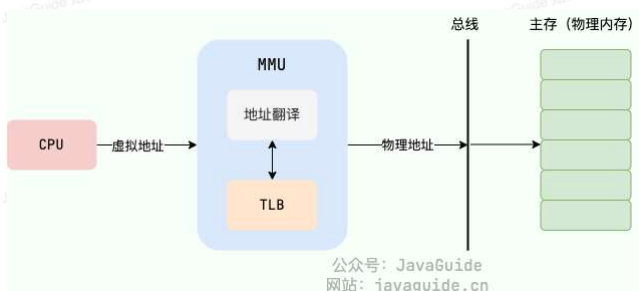 总线
主存（物理内存）
MMU
地址翻译
CPU
虚拟地址
物理地址
TLB
公众号：JavaGuide
网站：javaguide.cn